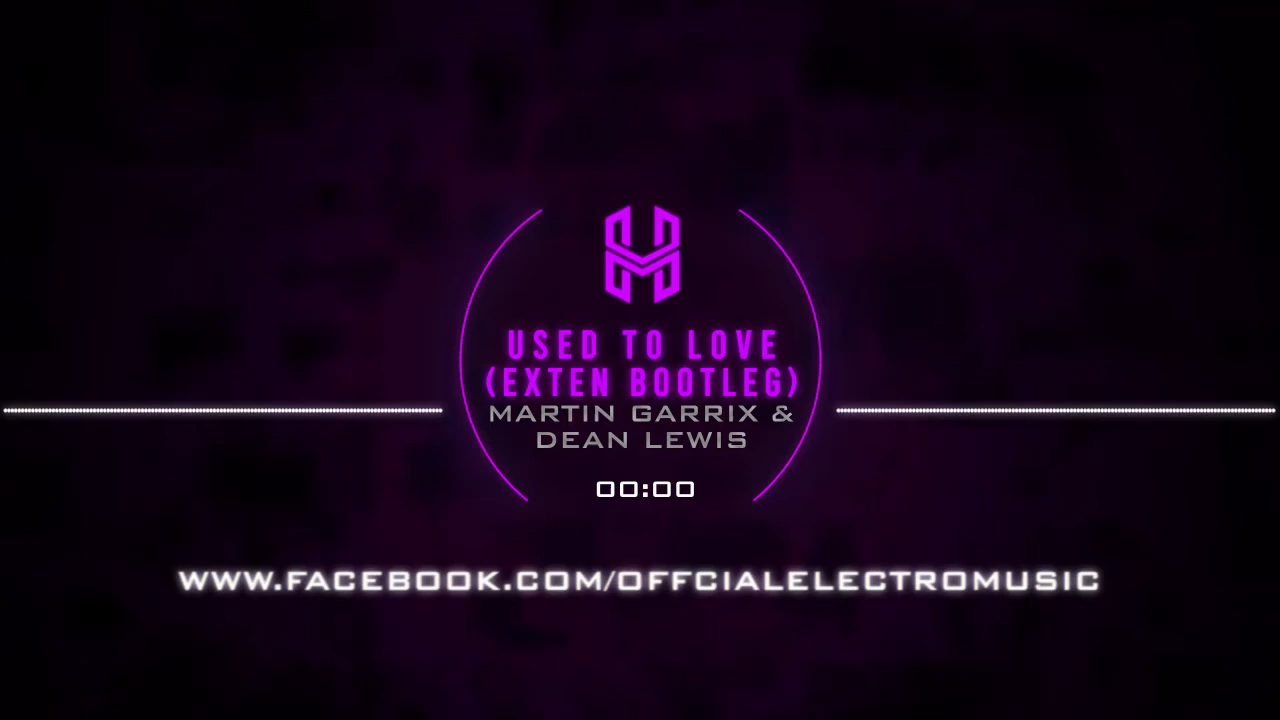 USED TO LOVE
(EXTEN BOOTLEG)
MARTIN GARRIX &
DEAN LEWIS
00:00
WWW.FACEBOOK.COM/OFFCIALELECTROMUSIC